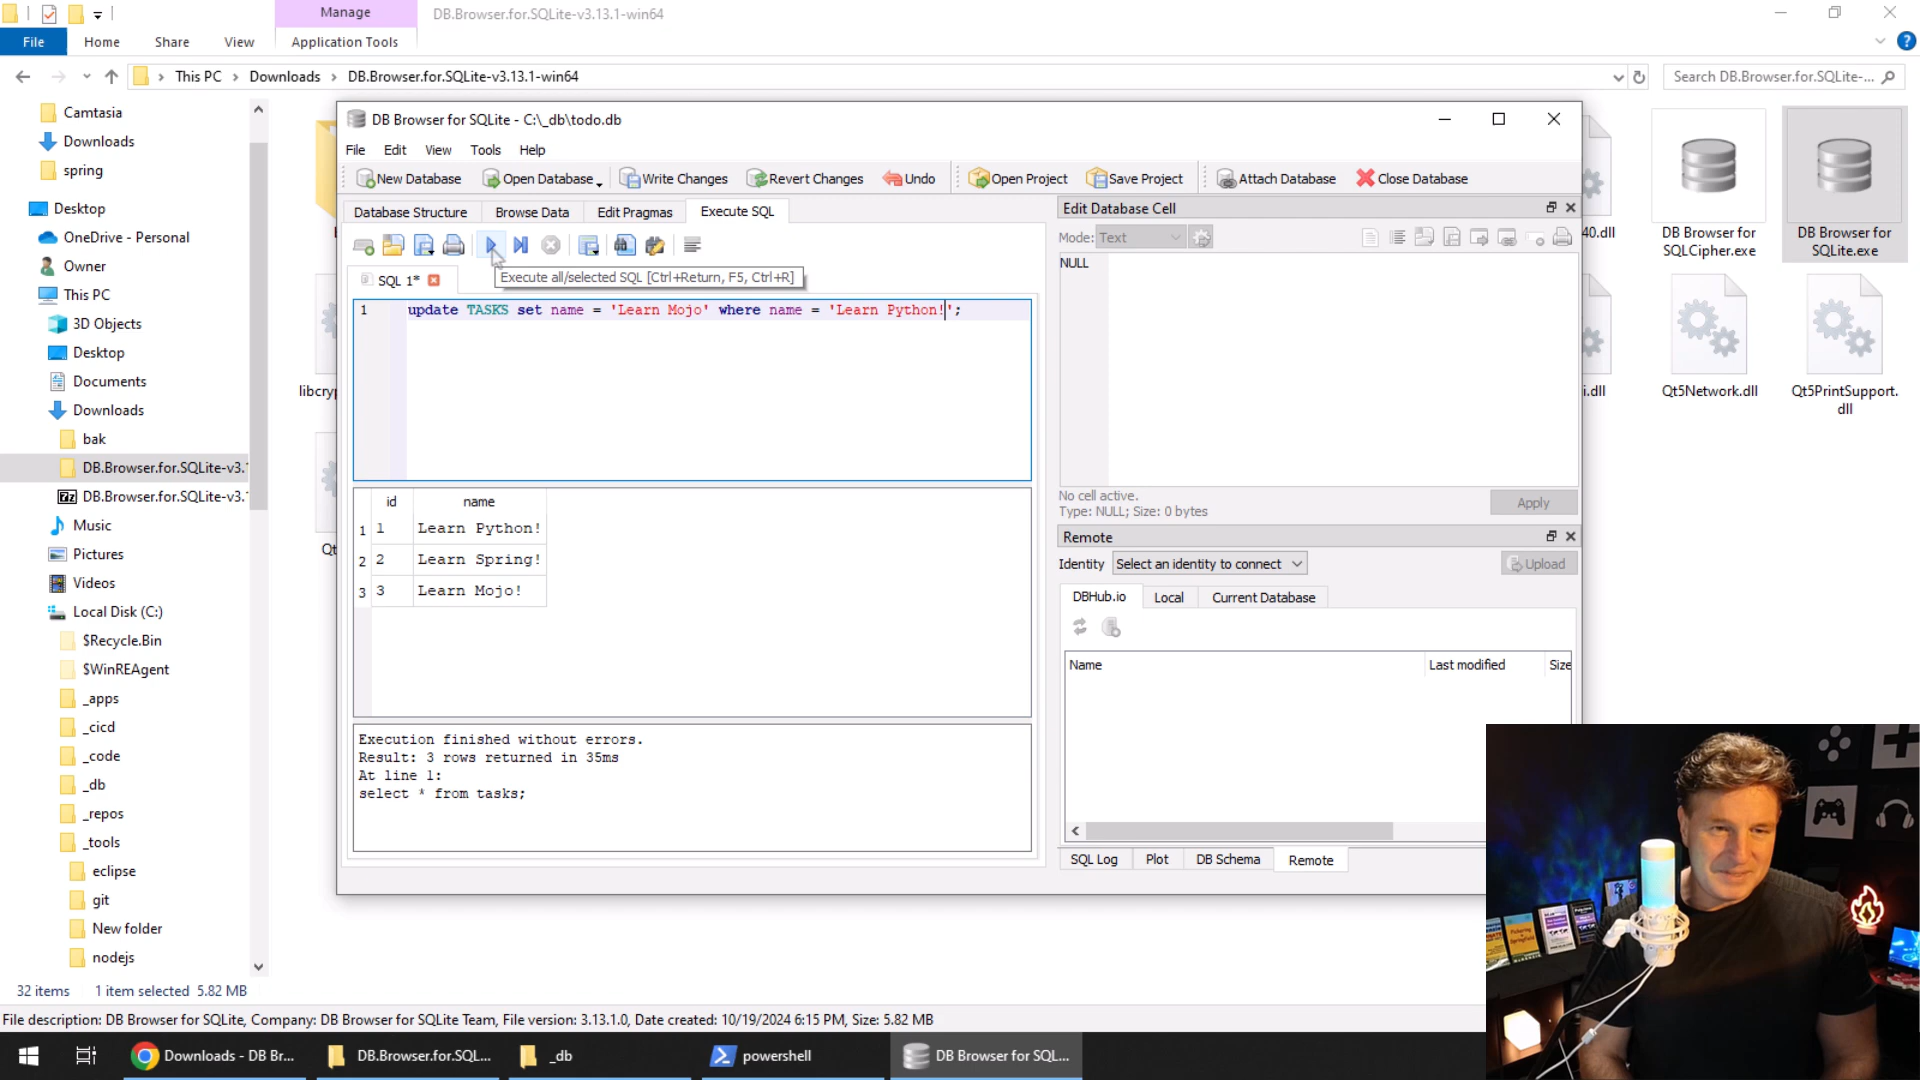 Manage
DB.Browser.for.SQLite-v3.13.1-win64
File
Home
Share
View
Application Tools
This PC
Downloads
DB.Browser.for.SQLite-v3.13.1-win64
Search DB.Browser.for.SQLite-...
Camtasia
Downloads
spring
Desktop
OneDrive - Personal
Owner
This PC
3D Objects
Desktop
Documents
Downloads
bak
DB.Browser.for.SQLite-v3.
DB.Browser.for.SQLite-v3.
Music
Pictures
Videos
Local Disk (C:)
$Recycle.Bin
$WinREAgent
_apps
_cicd
_code
_db
_repos
_tools
eclipse
git
New folder
nodejs
DB Browser for SQLite - C:\_db\todo.db
File Edit View Tools Help
New Database
Open Database
Write Changes
Revert Changes
Undo
Open Project
Save Project
Attach Database
Close Database
Database Structure
Browse Data
Edit Pragmas
Execute SQL
SQL 1*
Execute all/selected SQL [Ctrl+Return, F5, Ctrl+R]
1 update TASKS set name = 'Learn Mojo' where name = 'Learn Python!';
id name
1 1 Learn Python!
2 2 Learn Spring!
3 3 Learn Mojo!
Execution finished without errors.
Result: 3 rows returned in 35ms
At line 1:
select * from tasks;
Edit Database Cell
Mode: Text
NULL
No cell active.
Type: NULL; Size: 0 bytes
Apply
Remote
Identity Select an identity to connect
Upload
DBHub.io
Local
Current Database
Name
Last modified
Size
SQL Log
Plot
DB Schema
Remote
libcryp
Qt
40.dll
i.dll
DB Browser for
SQLCipher.exe
DB Browser for
SQLite.exe
Qt5Network.dll
Qt5PrintSupport.
dll
32 items
1 item selected 5.82 MB
File description: DB Browser for SQLite, Company: DB Browser for SQLite Team, File version: 3.13.1.0, Date created: 10/19/2024 6:15 PM, Size: 5.82 MB
Downloads - DB Br...
DB.Browser.for.SQL...
_db
powershell
DB Browser for SQL...